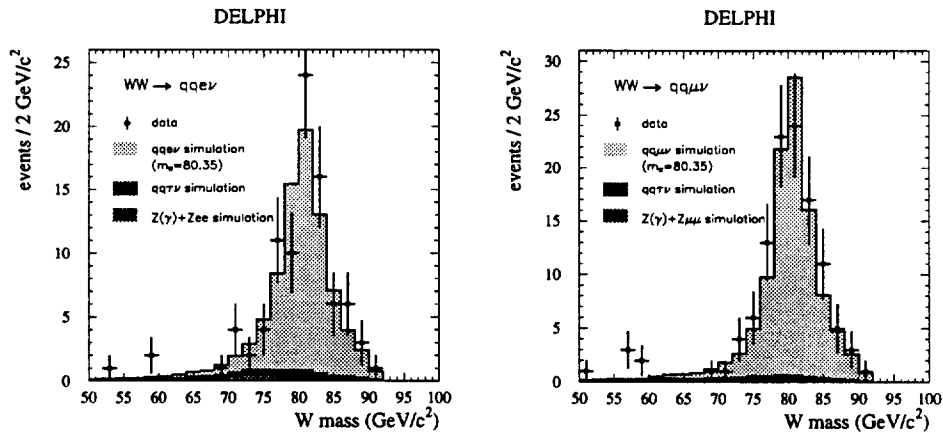 DELPHI
events / 2 GeV/c²
25
20
15
10
5
0
WW → qqeν
data
qqeν simulation
(mw=80.35)
qqτν simulation
Z(γ)+Zee simulation
50 55 60 65 70 75 80 85 90 95 100
W mass (GeV/c²)
DELPHI
events / 2 GeV/c²
30
25
20
15
10
5
0
WW → qqμν
data
qqμν simulation
(mw=80.35)
qqτν simulation
Z(γ)+Zμμ simulation
50 55 60 65 70 75 80 85 90 95 100
W mass (GeV/c²)